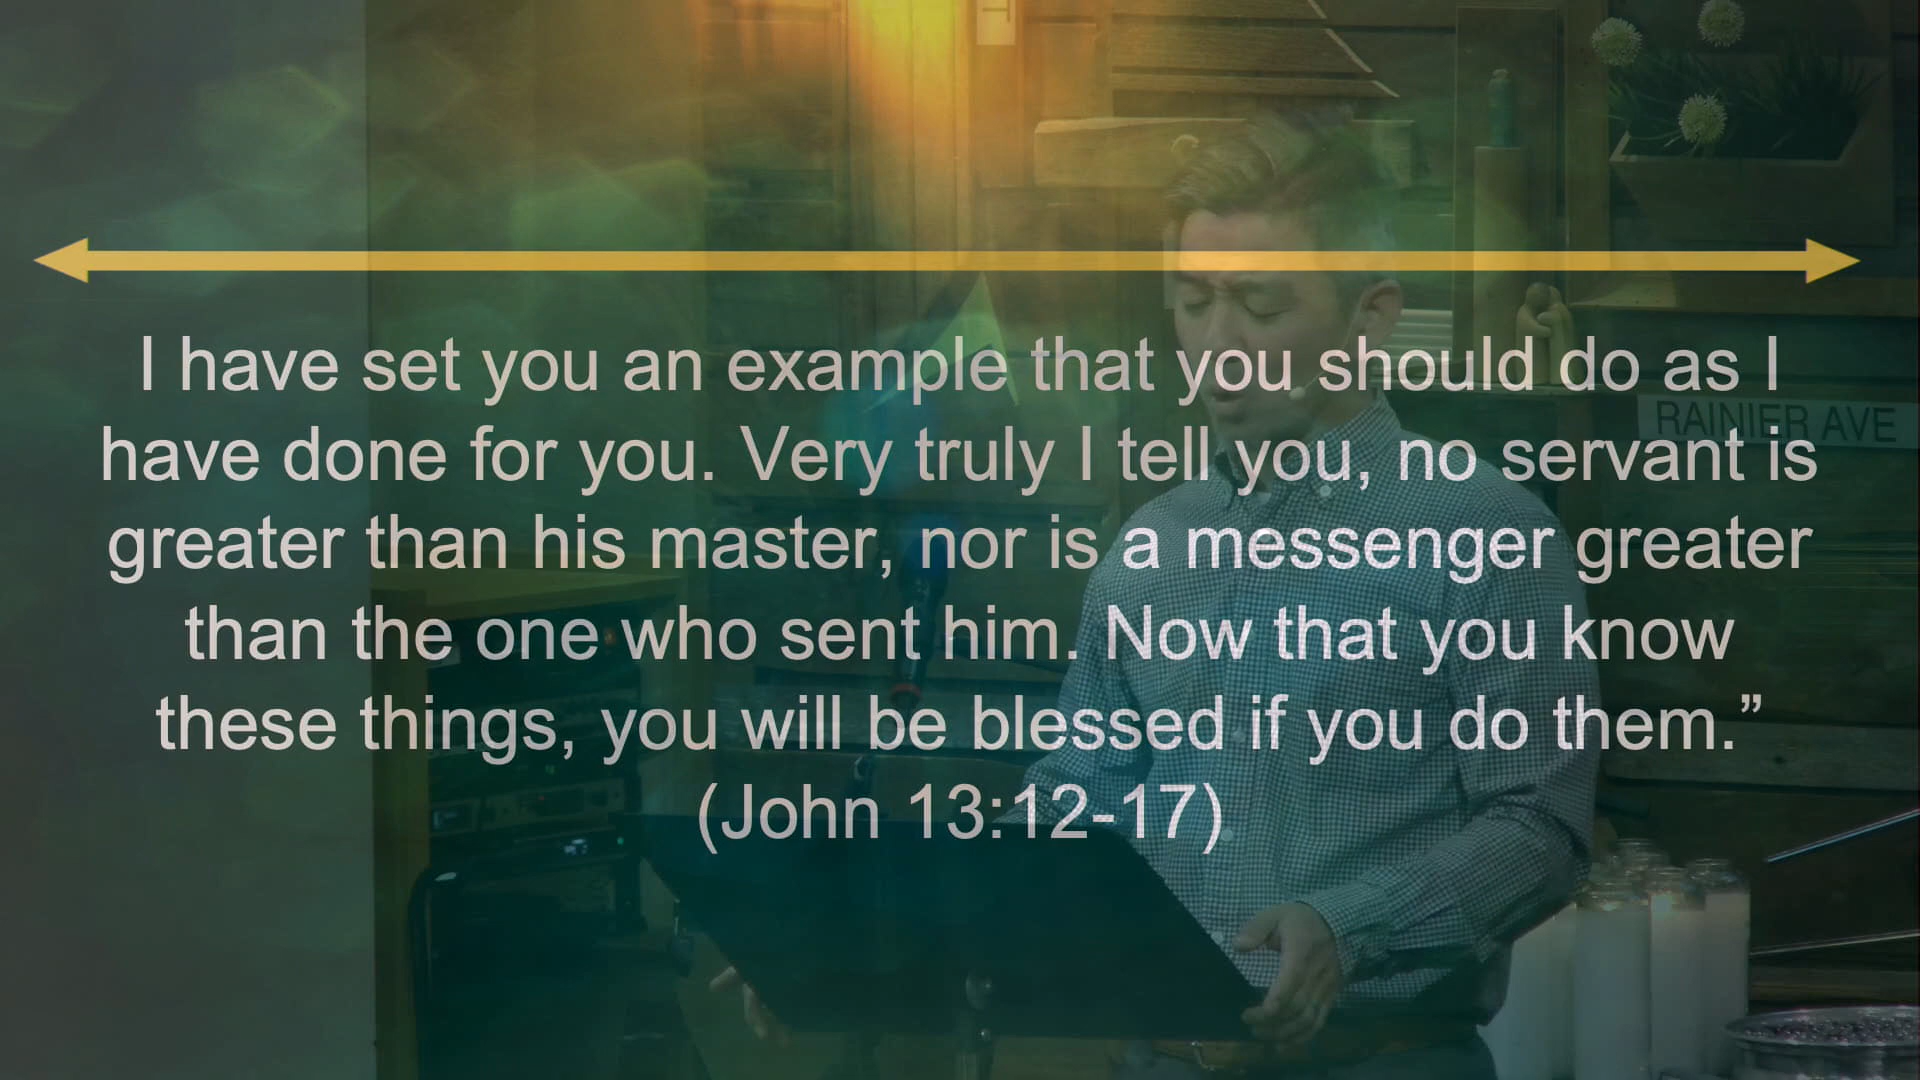 I have set you an example that you should do as I
have done for you. Very truly I tell you, no servant is
greater than his master, nor is a messenger greater
than the one who sent him. Now that you know
these things, you will be blessed if you do them.”
(John 13:12-17)
RAINIER AVE